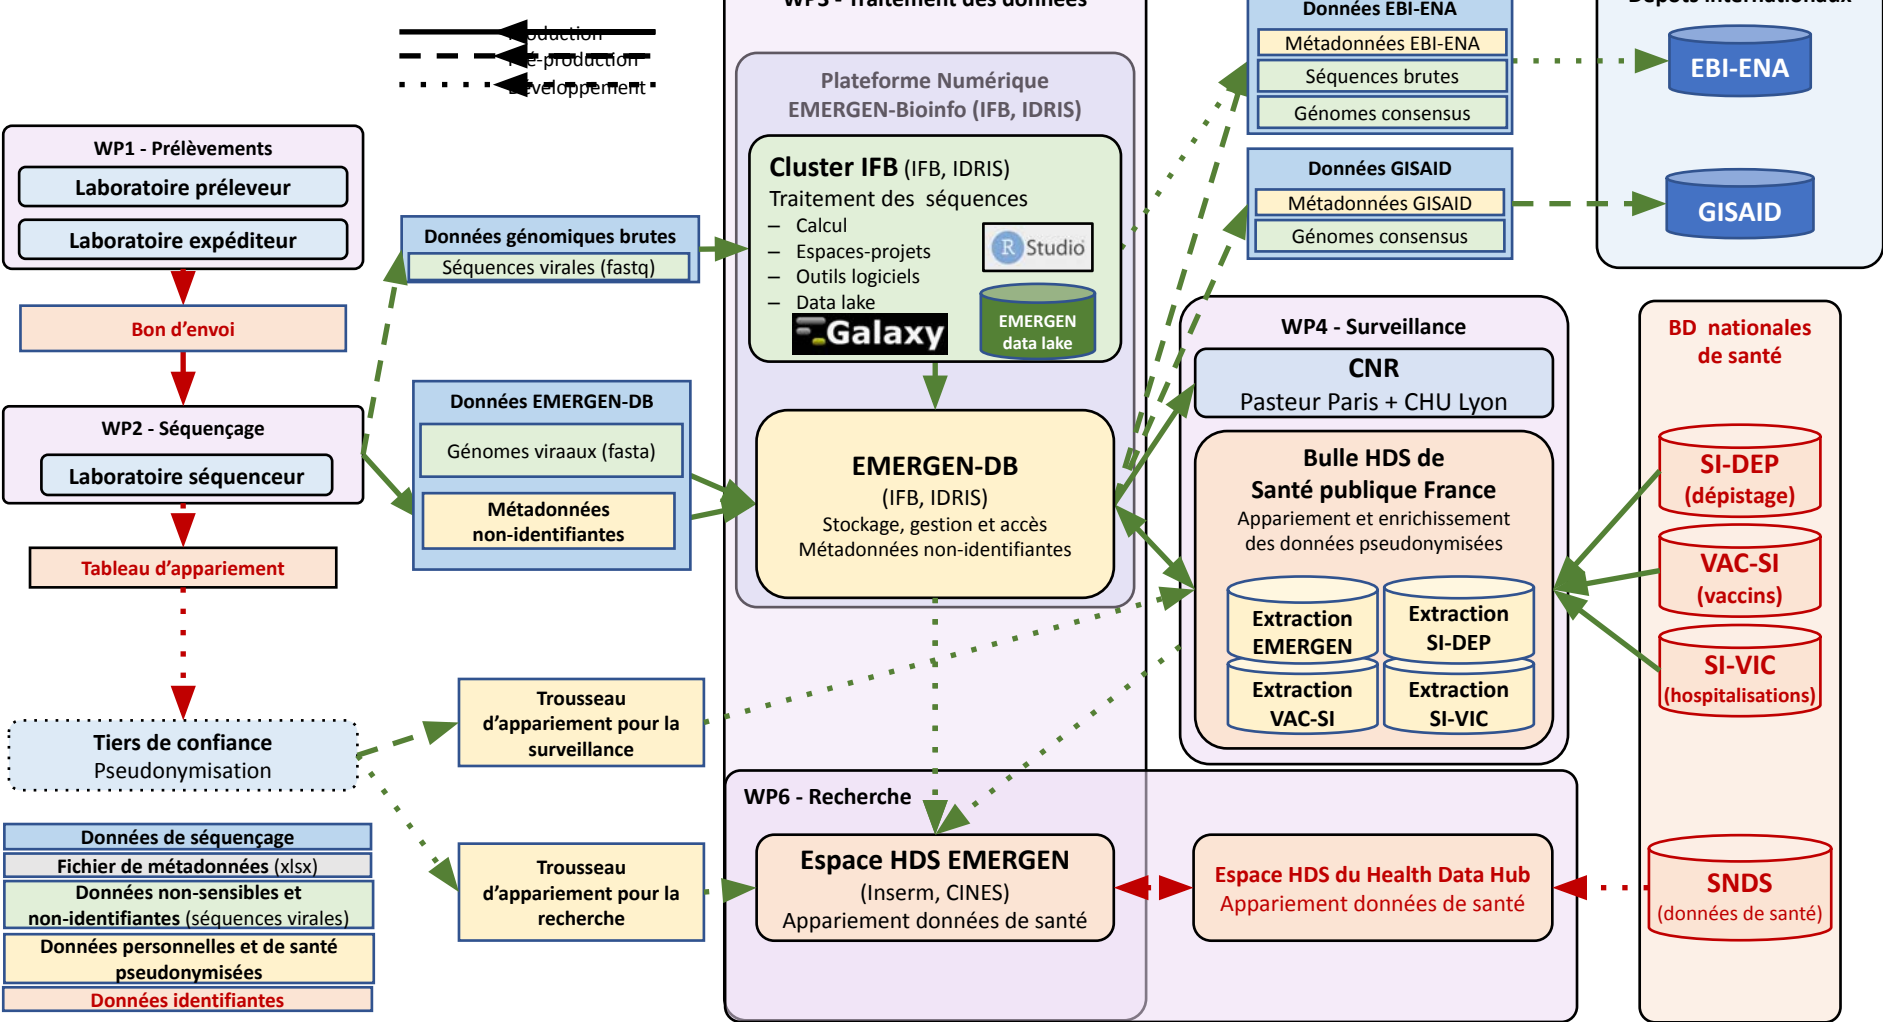 Production
Pré-production
Développement
WP1 - Prélèvements
Laboratoire préleveur
Laboratoire expéditeur
Bon d'envoi
WP2 - Séquençage
Laboratoire séquenceur
Tableau d'appariement
Tiers de confiance
Pseudonymisation
Données de séquençage
Fichier de métadonnées (xlsx)
Données non-sensibles et
non-identifiantes (séquences virales)
Données personnelles et de santé
pseudonymisées
Données identifiantes
Données génomiques brutes
Séquences virales (fastq)
Données EMERGEN-DB
Génomes viraaux (fasta)
Métadonnées
non-identifiantes
Trousseau
d'appariement pour la
surveillance
Trousseau
d'appariement pour la
recherche
WP3 - Traitement des données
Plateforme Numérique
EMERGEN-Bioinfo (IFB, IDRIS)
Cluster IFB (IFB, IDRIS)
Traitement des séquences
– Calcul
– Espaces-projets
– Outils logiciels
– Data lake
R Studio
Galaxy
EMERGEN
data lake
EMERGEN-DB
(IFB, IDRIS)
Stockage, gestion et accès
Métadonnées non-identifiantes
Données EBI-ENA
Métadonnées EBI-ENA
Séquences brutes
Génomes consensus
Données GISAID
Métadonnées GISAID
Génomes consensus
Dépôts internationaux
EBI-ENA
GISAID
WP4 - Surveillance
CNR
Pasteur Paris + CHU Lyon
Bulle HDS de
Santé publique France
Appariement et enrichissement
des données pseudonymisées
Extraction
EMERGEN
Extraction
SI-DEP
Extraction
VAC-SI
Extraction
SI-VIC
BD nationales
de santé
SI-DEP
(dépistage)
VAC-SI
(vaccins)
SI-VIC
(hospitalisations)
SNDS
(données de santé)
WP6 - Recherche
Espace HDS EMERGEN
(Inserm, CINES)
Appariement données de santé
Espace HDS du Health Data Hub
Appariement données de santé